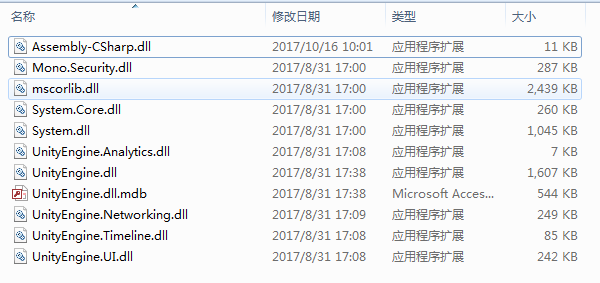 名称 修改日期 类型 大小
Assembly-CSharp.dll 2017/10/16 10:01 应用程序扩展 11 KB
Mono.Security.dll 2017/8/31 17:00 应用程序扩展 287 KB
mscorlib.dll 2017/8/31 17:00 应用程序扩展 2,439 KB
System.Core.dll 2017/8/31 17:00 应用程序扩展 260 KB
System.dll 2017/8/31 17:00 应用程序扩展 1,045 KB
UnityEngine.Analytics.dll 2017/8/31 17:08 应用程序扩展 7 KB
UnityEngine.dll 2017/8/31 17:38 应用程序扩展 1,607 KB
UnityEngine.dll.mdb 2017/8/31 17:38 Microsoft Acces... 544 KB
UnityEngine.Networking.dll 2017/8/31 17:09 应用程序扩展 249 KB
UnityEngine.Timeline.dll 2017/8/31 17:08 应用程序扩展 85 KB
UnityEngine.UI.dll 2017/8/31 17:08 应用程序扩展 242 KB